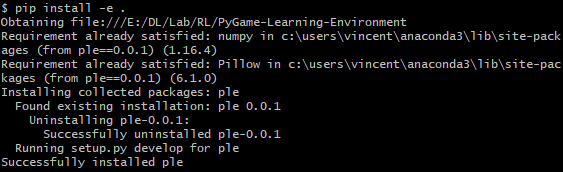 $ pip install -e .
Obtaining file:///E:/DL/Lab/RL/PyGame-Learning-Environment
Requirement already satisfied: numpy in c:\users\vincent\anaconda3\lib\site-pack
ages (from ple==0.0.1) (1.16.4)
Requirement already satisfied: Pillow in c:\users\vincent\anaconda3\lib\site-pac
kages (from ple==0.0.1) (6.1.0)
Installing collected packages: ple
  Found existing installation: ple 0.0.1
    Uninstalling ple-0.0.1:
      Successfully uninstalled ple-0.0.1
  Running setup.py develop for ple
Successfully installed ple